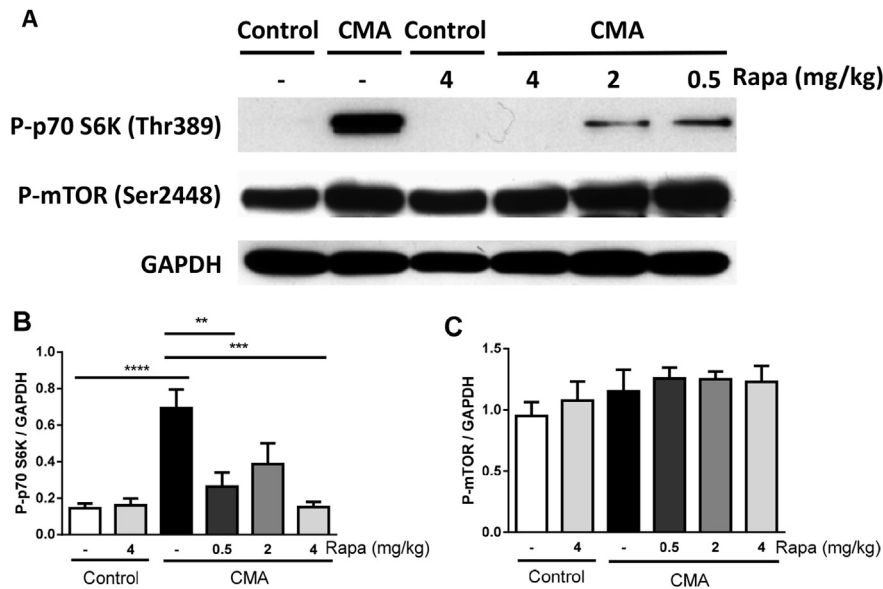 A
Control CMA Control CMA
- - 4 4 2 0.5 Rapa (mg/kg)
P-p70 S6K (Thr389)
P-mTOR (Ser2448)
GAPDH
B
**
***
****
P-p70 S6K / GAPDH
1.0
0.8
0.6
0.4
0.2
0.0
- 4 - 0.5 2 4 Rapa (mg/kg)
Control CMA
C
P-mTOR / GAPDH
1.5
1.0
0.5
0.0
- 4 - 0.5 2 4 Rapa (mg/kg)
Control CMA